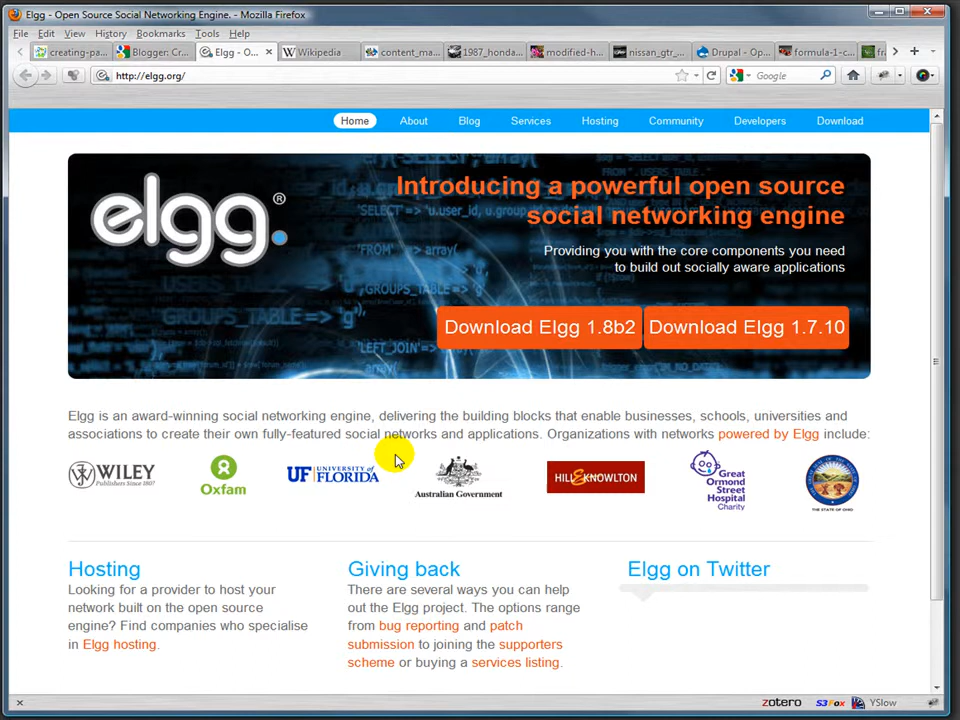 Elgg - Open Source Social Networking Engine. - Mozilla Firefox
File Edit View History Bookmarks Tools Help
creating-pa... Blogger: Cr... Elgg - O... Wikipedia content_ma... 1987_honda... modified-h... nissan_gtr_... Drupal - Op... formula-1-c...
http://elgg.org/ Google
Home About Blog Services Hosting Community Developers Download
elgg.®
Introducing a powerful open source
social networking engine
Providing you with the core components you need
to build out socially aware applications
Download Elgg 1.8b2 Download Elgg 1.7.10
Elgg is an award-winning social networking engine, delivering the building blocks that enable businesses, schools, universities and
associations to create their own fully-featured social networks and applications. Organizations with networks powered by Elgg include:
WILEY
Publishers Since 1807
Oxfam
UF UNIVERSITY of
FLORIDA
Australian Government
HILL & KNOWLTON
Great
Ormond
Street
Hospital
Charity
THE STATE OF OHIO
Hosting
Looking for a provider to host your
network built on the open source
engine? Find companies who specialise
in Elgg hosting.
Giving back
There are several ways you can help
out the Elgg project. The options range
from bug reporting and patch
submission to joining the supporters
scheme or buying a services listing.
Elgg on Twitter
zotero S3Fox YSlow